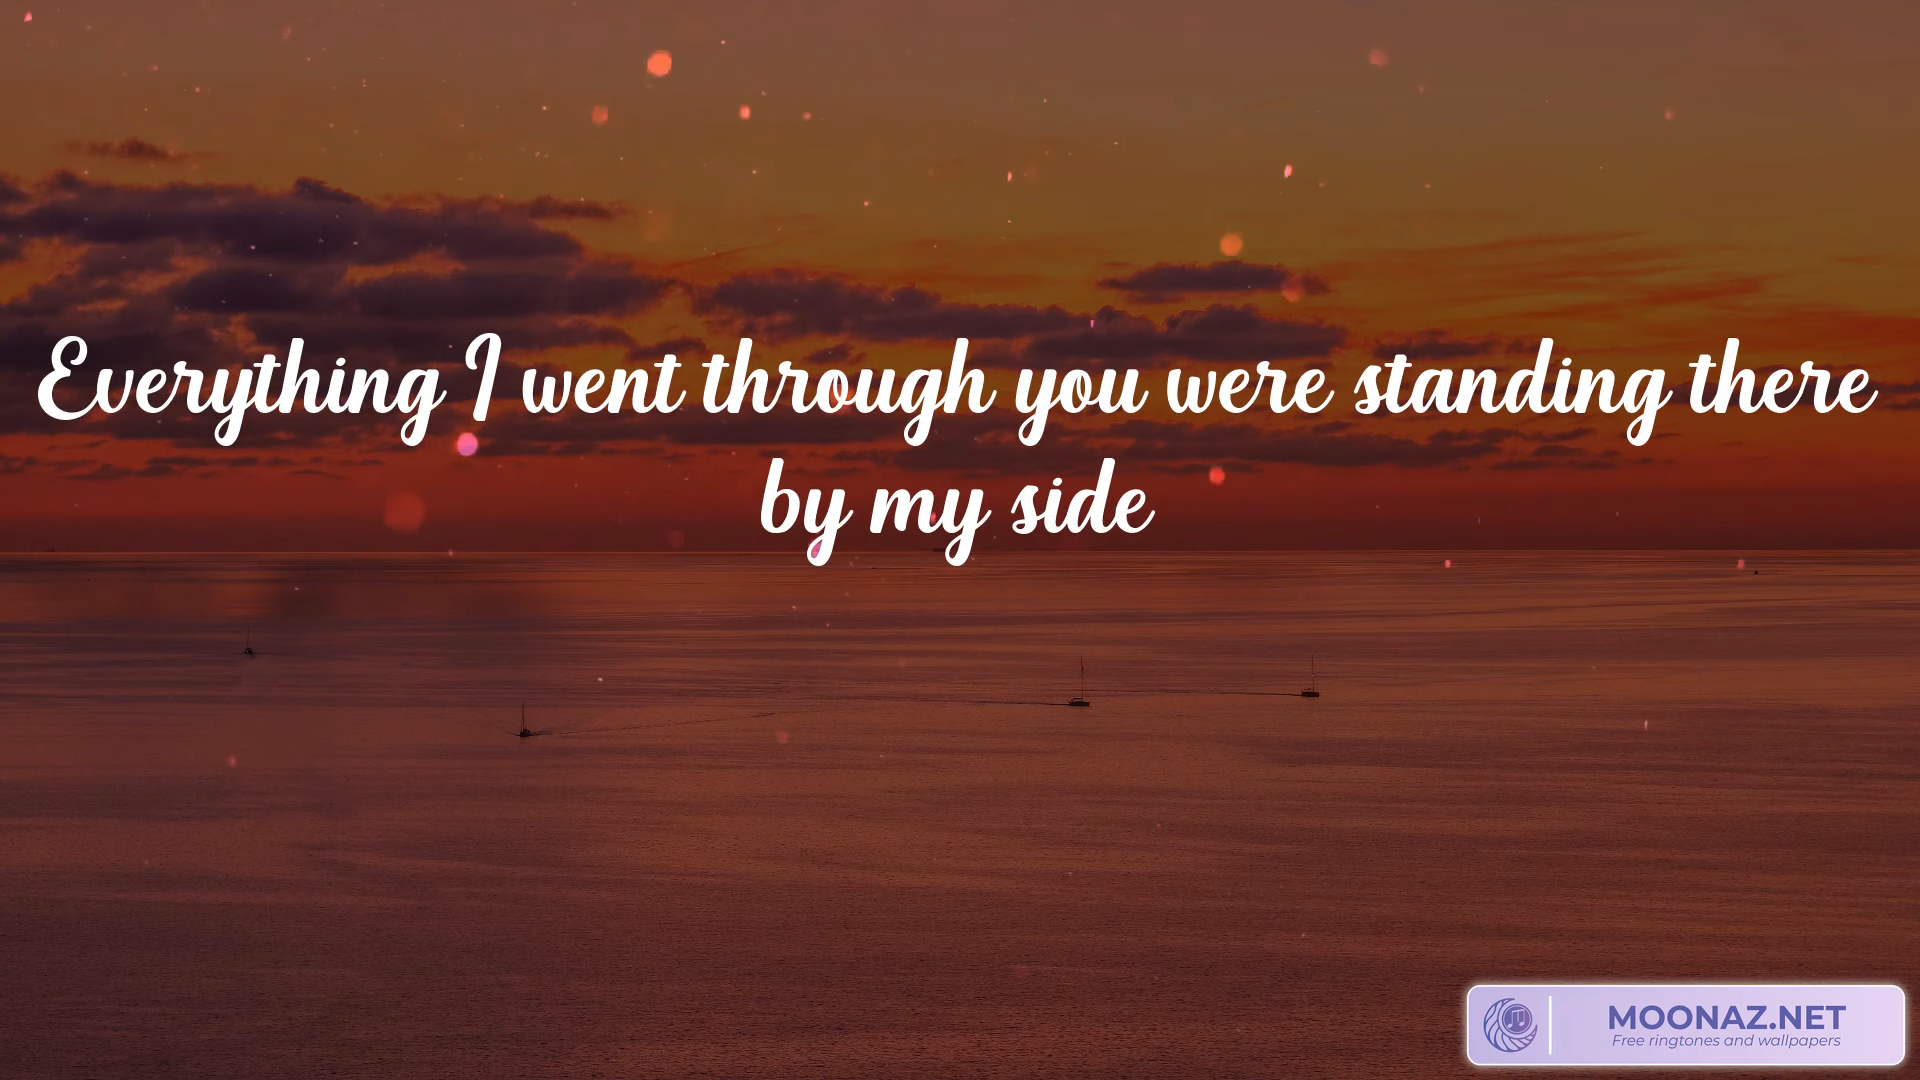 Everything I went through you were standing there
by my side
MOONAZ.NET
Free ringtones and wallpapers